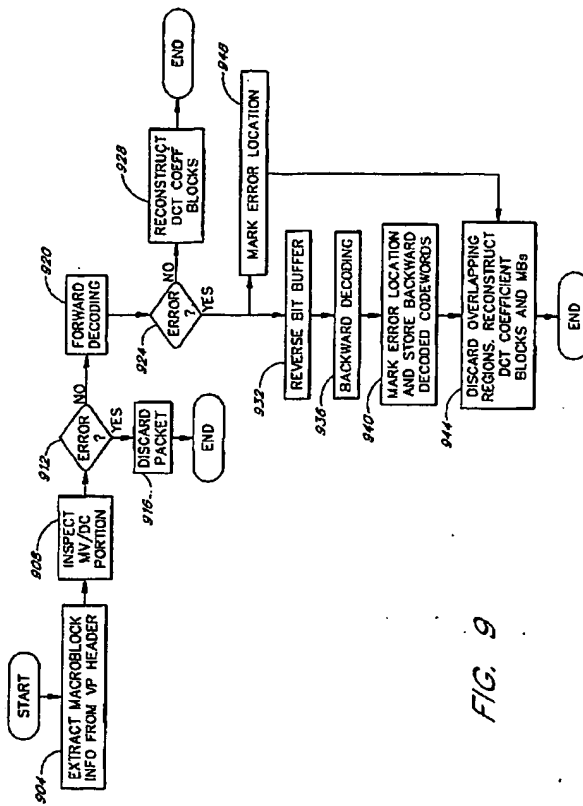 START
904
EXTRACT MACROBLOCK
INFO FROM VP HEADER
908
INSPECT
MV/DC
PORTION
912
ERROR
?
NO
YES
916
DISCARD
PACKET
END
920
FORWARD
DECODING
924
ERROR
?
NO
YES
928
RECONSTRUCT
DCT COEFF
BLOCKS
END
948
MARK ERROR LOCATION
932
REVERSE BIT BUFFER
936
BACKWARD DECODING
940
MARK ERROR LOCATION
AND STORE BACKWARD
DECODED CODEWORDS
944
DISCARD OVERLAPPING
REGIONS, RECONSTRUCT
DCT COEFFICIENT
BLOCKS AND MBs
END
FIG. 9